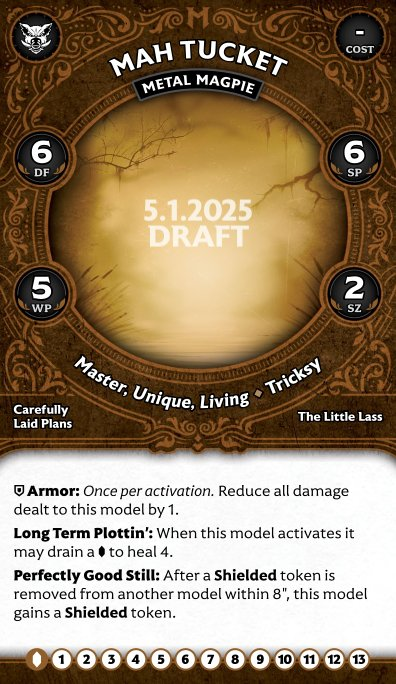 -
COST
MAH TUCKET
METAL MAGPIE
6
DF
6
SP
5.1.2025
DRAFT
5
WP
2
SZ
Master, Unique, Living ◆ Tricksy
Carefully
Laid Plans
The Little Lass
Armor: Once per activation. Reduce all damage
dealt to this model by 1.
Long Term Plottin': When this model activates it
may drain a to heal 4.
Perfectly Good Still: After a Shielded token is
removed from another model within 8", this model
gains a Shielded token.
1 2 3 4 5 6 7 8 9 10 11 12 13